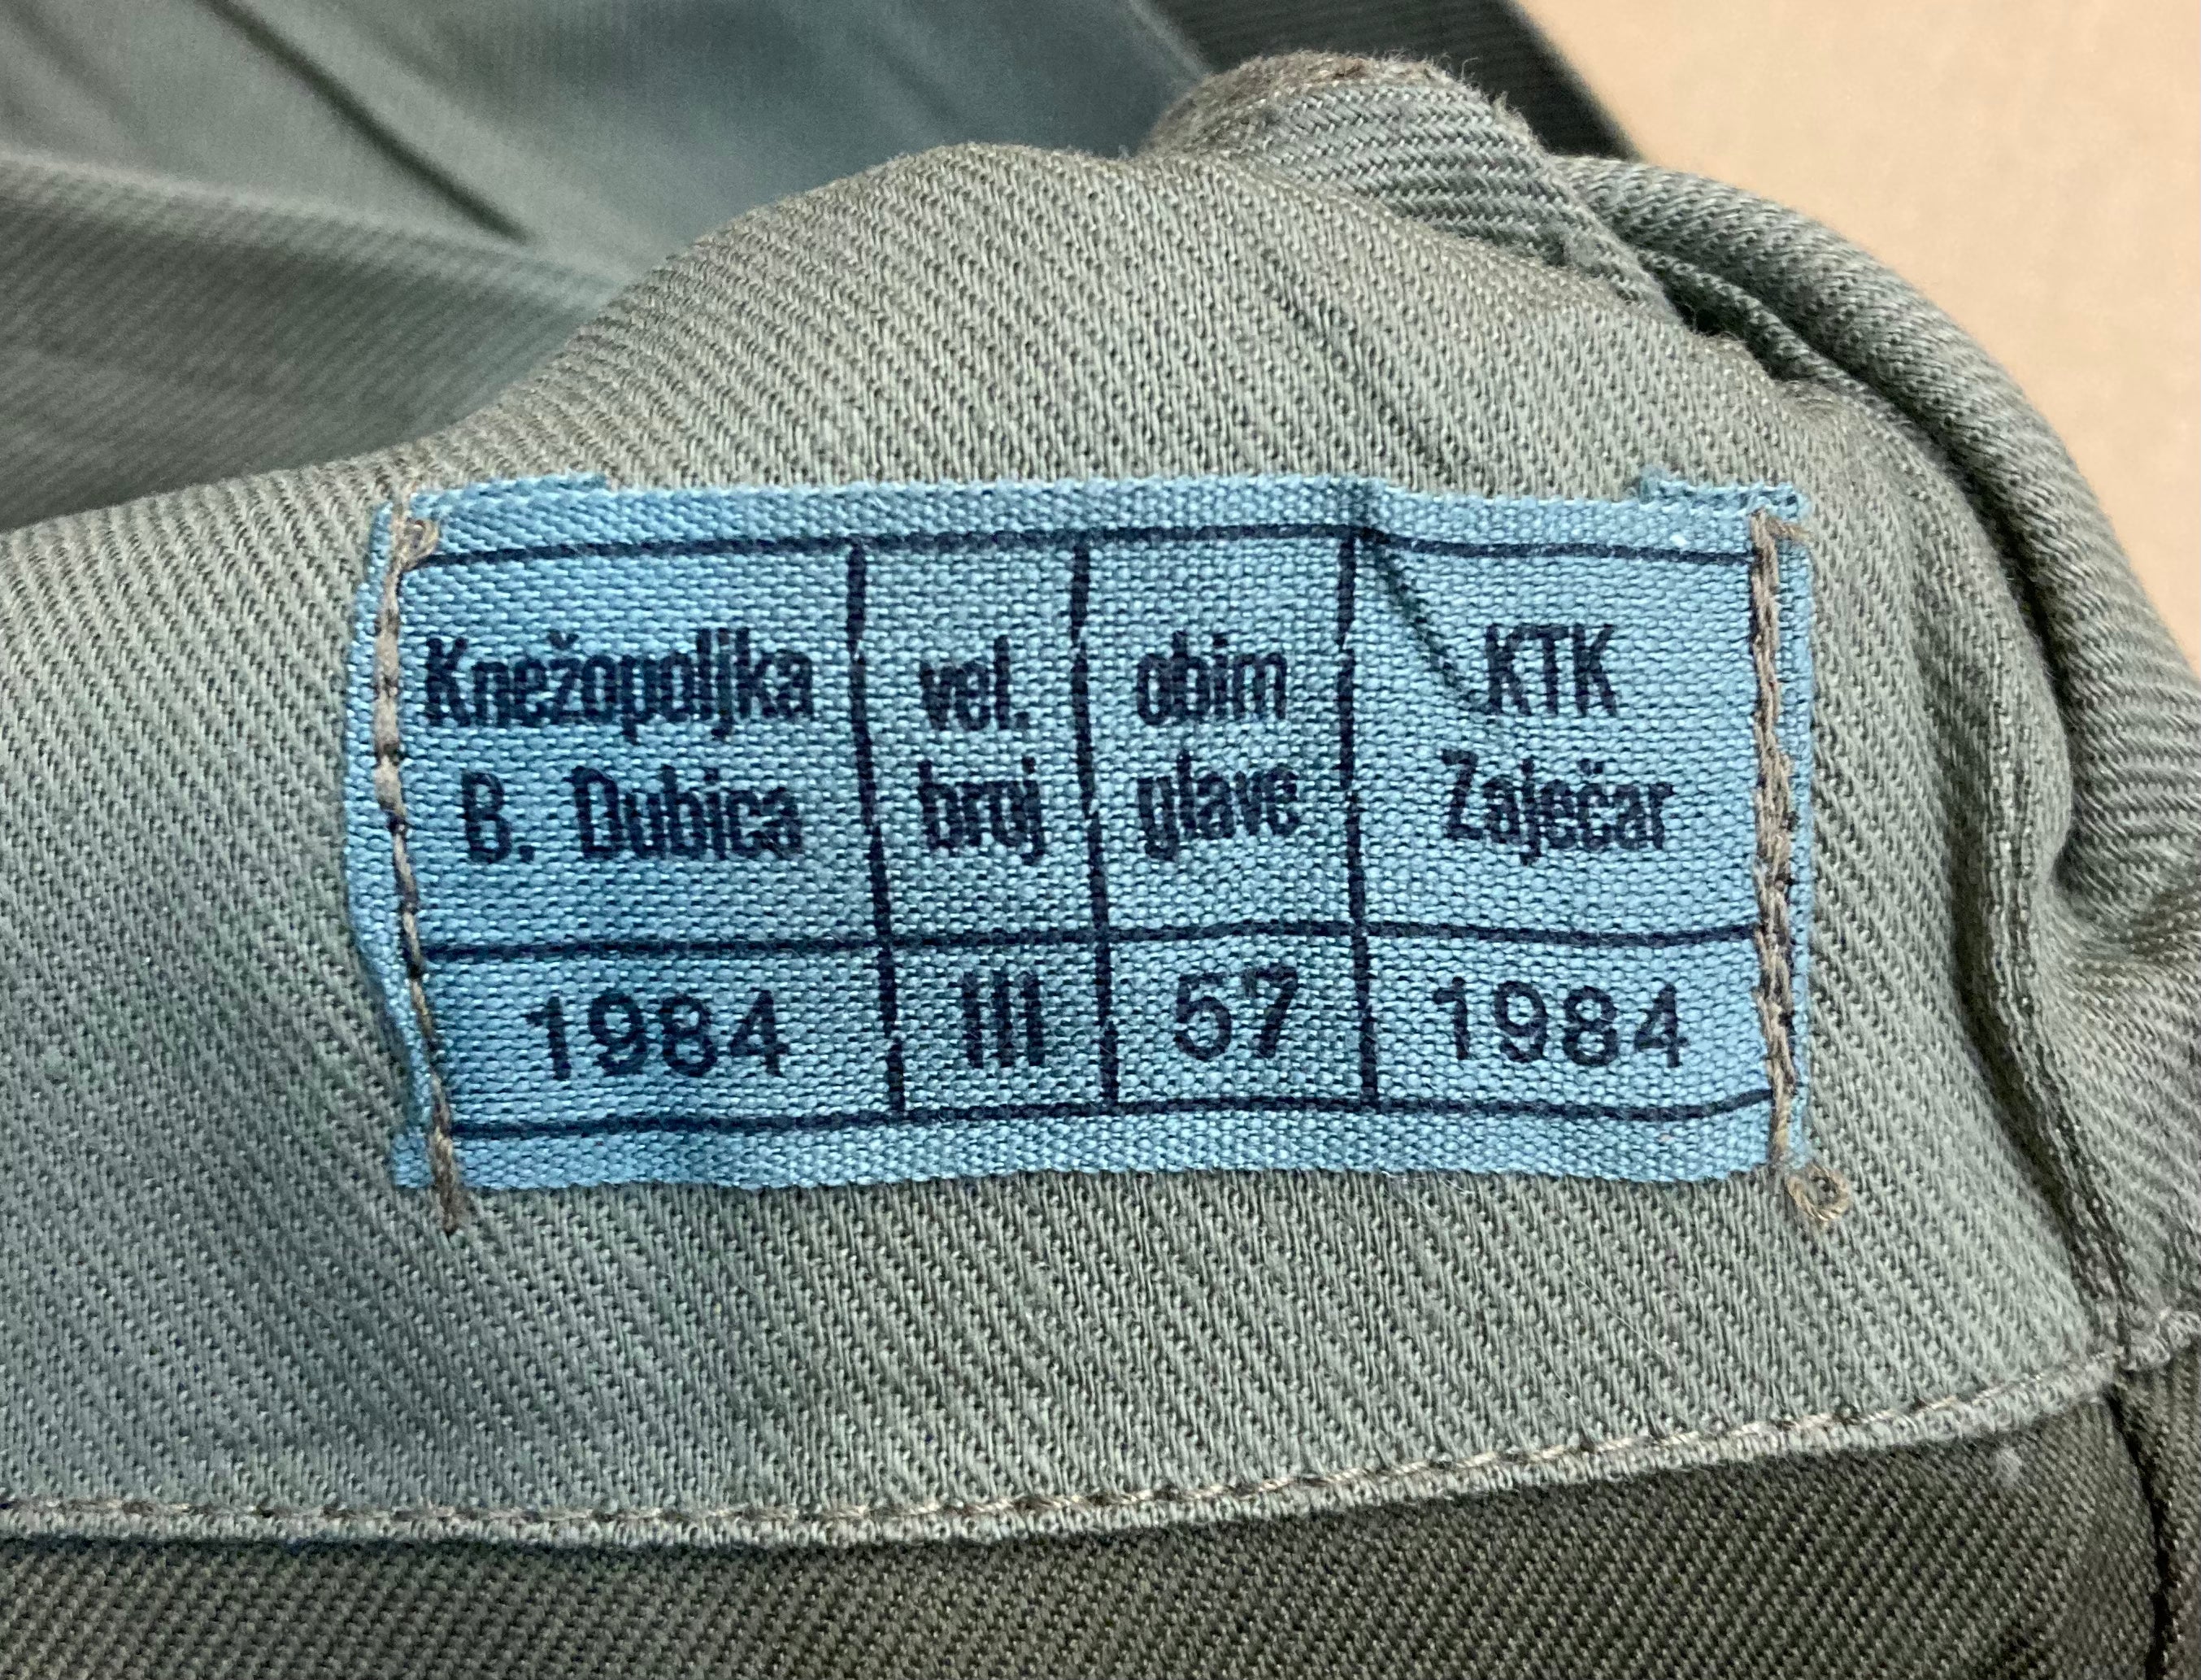 Knežopoljka
B. Dubica
vel.
broj
obim
glave
KTK
Zaječar
1984
III
57
1984